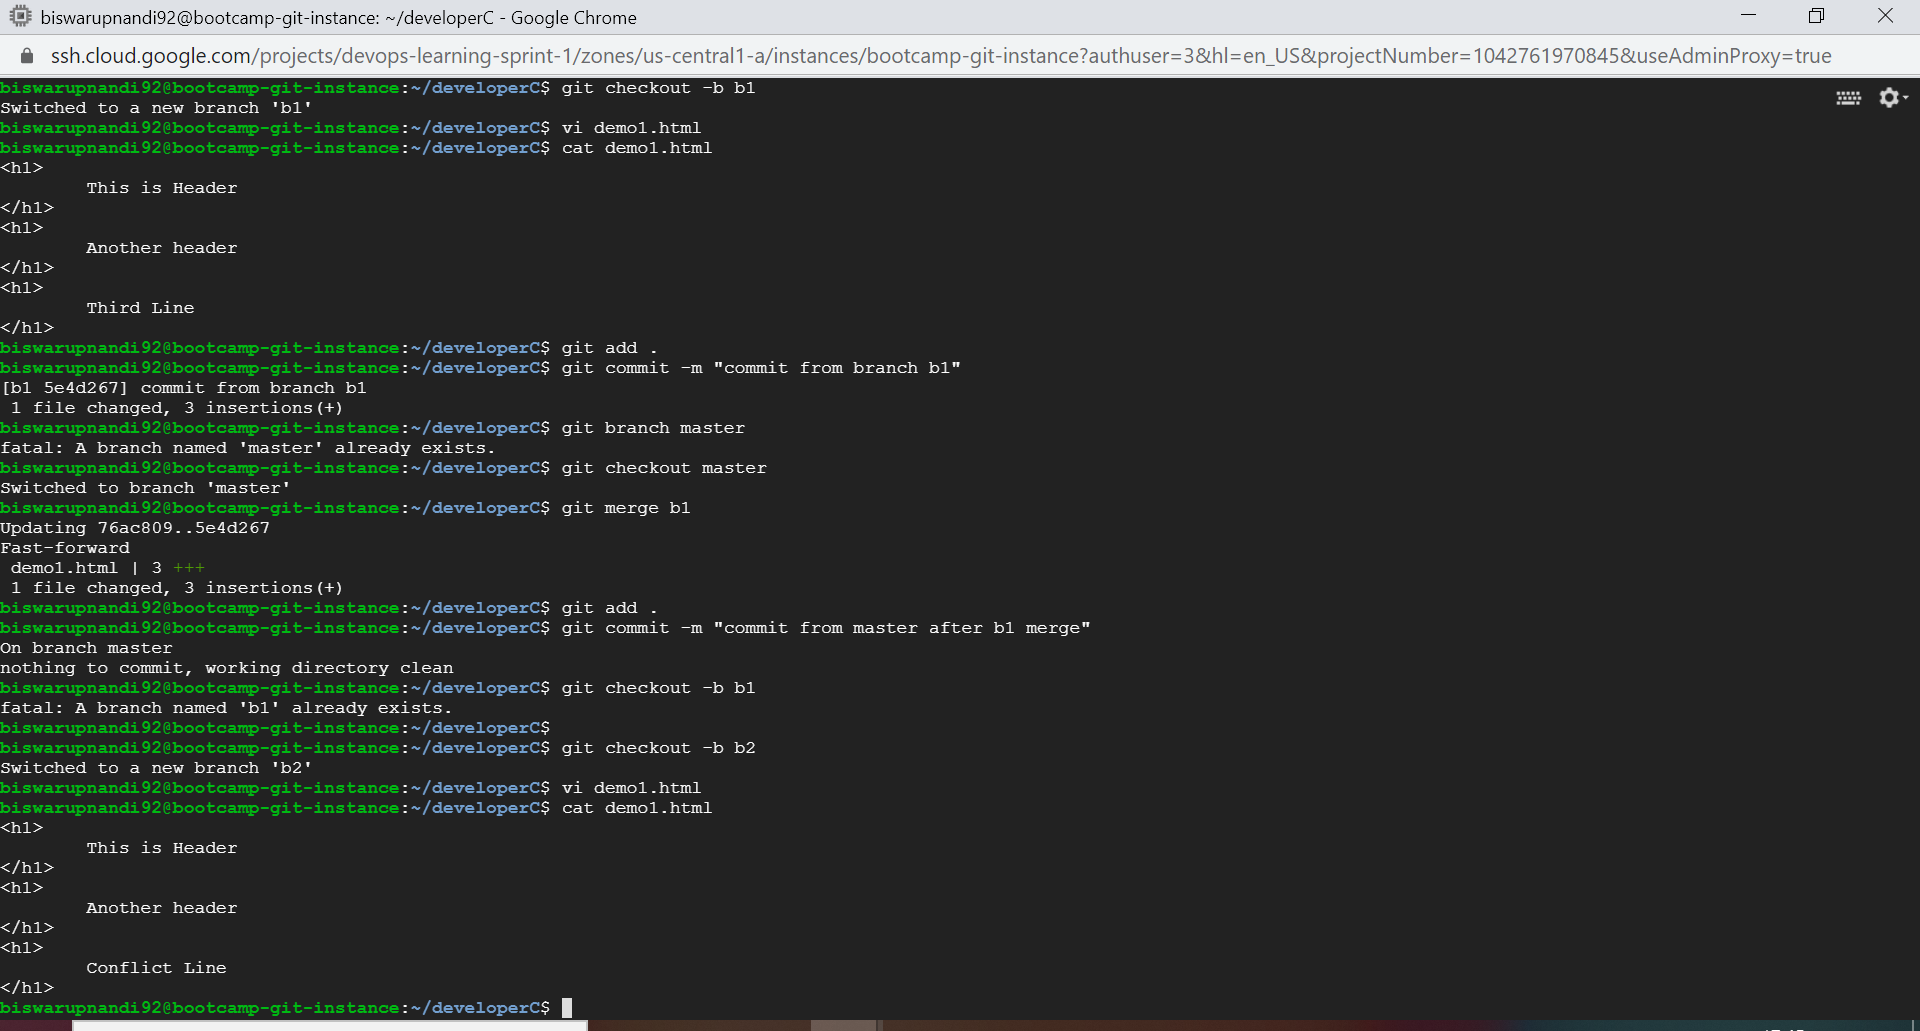 biswarupnandi92@bootcamp-git-instance: ~/developerC - Google Chrome
ssh.cloud.google.com/projects/devops-learning-sprint-1/zones/us-central1-a/instances/bootcamp-git-instance?authuser=3&hl=en_US&projectNumber=1042761970845&useAdminProxy=true
biswarupnandi92@bootcamp-git-instance:~/developerC$ git checkout -b b1
Switched to a new branch 'b1'
biswarupnandi92@bootcamp-git-instance:~/developerC$ vi demo1.html
biswarupnandi92@bootcamp-git-instance:~/developerC$ cat demo1.html
<h1>
        This is Header
</h1>
<h1>
        Another header
</h1>
<h1>
        Third Line
</h1>
biswarupnandi92@bootcamp-git-instance:~/developerC$ git add .
biswarupnandi92@bootcamp-git-instance:~/developerC$ git commit -m "commit from branch b1"
[b1 5e4d267] commit from branch b1
 1 file changed, 3 insertions(+)
biswarupnandi92@bootcamp-git-instance:~/developerC$ git branch master
fatal: A branch named 'master' already exists.
biswarupnandi92@bootcamp-git-instance:~/developerC$ git checkout master
Switched to branch 'master'
biswarupnandi92@bootcamp-git-instance:~/developerC$ git merge b1
Updating 76ac809..5e4d267
Fast-forward
 demo1.html | 3 +++
 1 file changed, 3 insertions(+)
biswarupnandi92@bootcamp-git-instance:~/developerC$ git add .
biswarupnandi92@bootcamp-git-instance:~/developerC$ git commit -m "commit from master after b1 merge"
On branch master
nothing to commit, working directory clean
biswarupnandi92@bootcamp-git-instance:~/developerC$ git checkout -b b1
fatal: A branch named 'b1' already exists.
biswarupnandi92@bootcamp-git-instance:~/developerC$
biswarupnandi92@bootcamp-git-instance:~/developerC$ git checkout -b b2
Switched to a new branch 'b2'
biswarupnandi92@bootcamp-git-instance:~/developerC$ vi demo1.html
biswarupnandi92@bootcamp-git-instance:~/developerC$ cat demo1.html
<h1>
        This is Header
</h1>
<h1>
        Another header
</h1>
<h1>
        Conflict Line
</h1>
biswarupnandi92@bootcamp-git-instance:~/developerC$